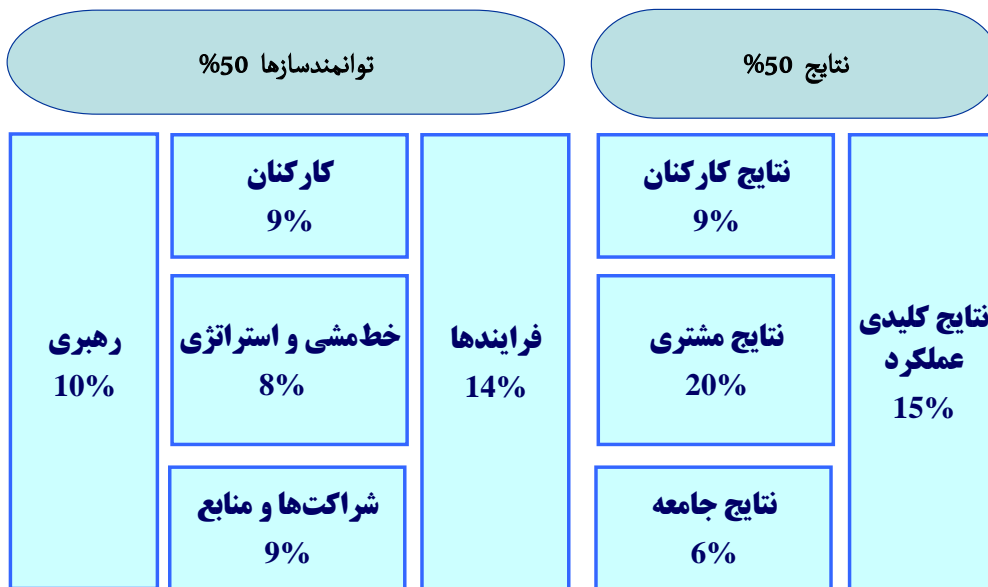 توانمندسازها 50%
نتایج 50%
رهبری
10%
کارکنان
9%
خط‌مشی و استراتژی
8%
شراکت‌ها و منابع
9%
فرایندها
14%
نتایج کارکنان
9%
نتایج مشتری
20%
نتایج جامعه
6%
نتایج کلیدی
عملکرد
15%